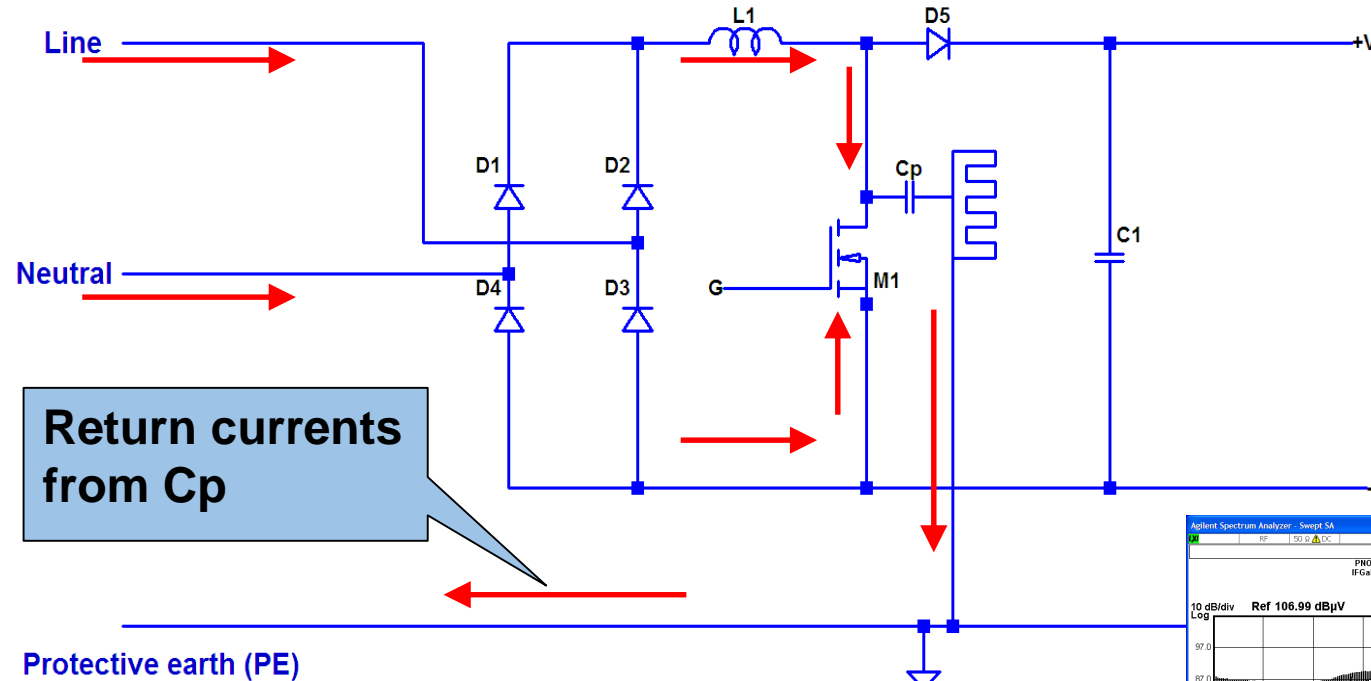 Line
L1
D5
+V
D1
D2
Cp
C1
Neutral
D4
D3
G
M1
Return currents
from Cp
Agilent Spectrum Analyzer - Swept SA
RF
50 Ω
DC
PNO
IFGa
10 dB/div
Ref 106.99 dBµV
Log
97.0
87.0
Protective earth (PE)